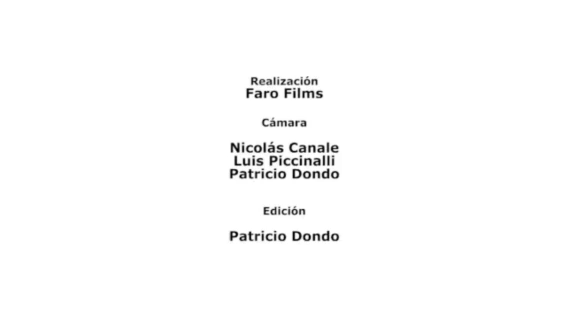 Realización
Faro Films
Cámara
Nicolás Canale
Luis Piccinalli
Patricio Dondo
Edición
Patricio Dondo